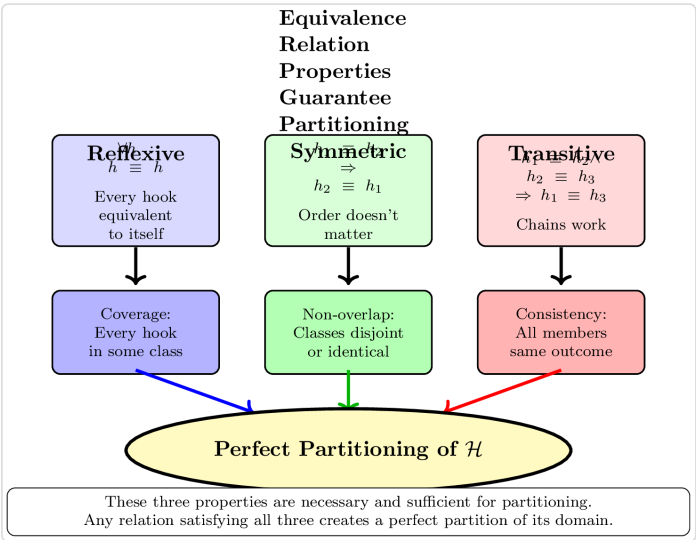 Equivalence
Relation
Properties
Guarantee
Partitioning
Reflexive
h ≡ h
Every hook
equivalent
to itself
Symmetric
⇒
h₂ ≡ h₁
Order doesn't
matter
Transitive
h₂ ≡ h₃
⇒ h₁ ≡ h₃
Chains work
Coverage:
Every hook
in some class
Non-overlap:
Classes disjoint
or identical
Consistency:
All members
same outcome
Perfect Partitioning of ℋ
These three properties are necessary and sufficient for partitioning.
Any relation satisfying all three creates a perfect partition of its domain.